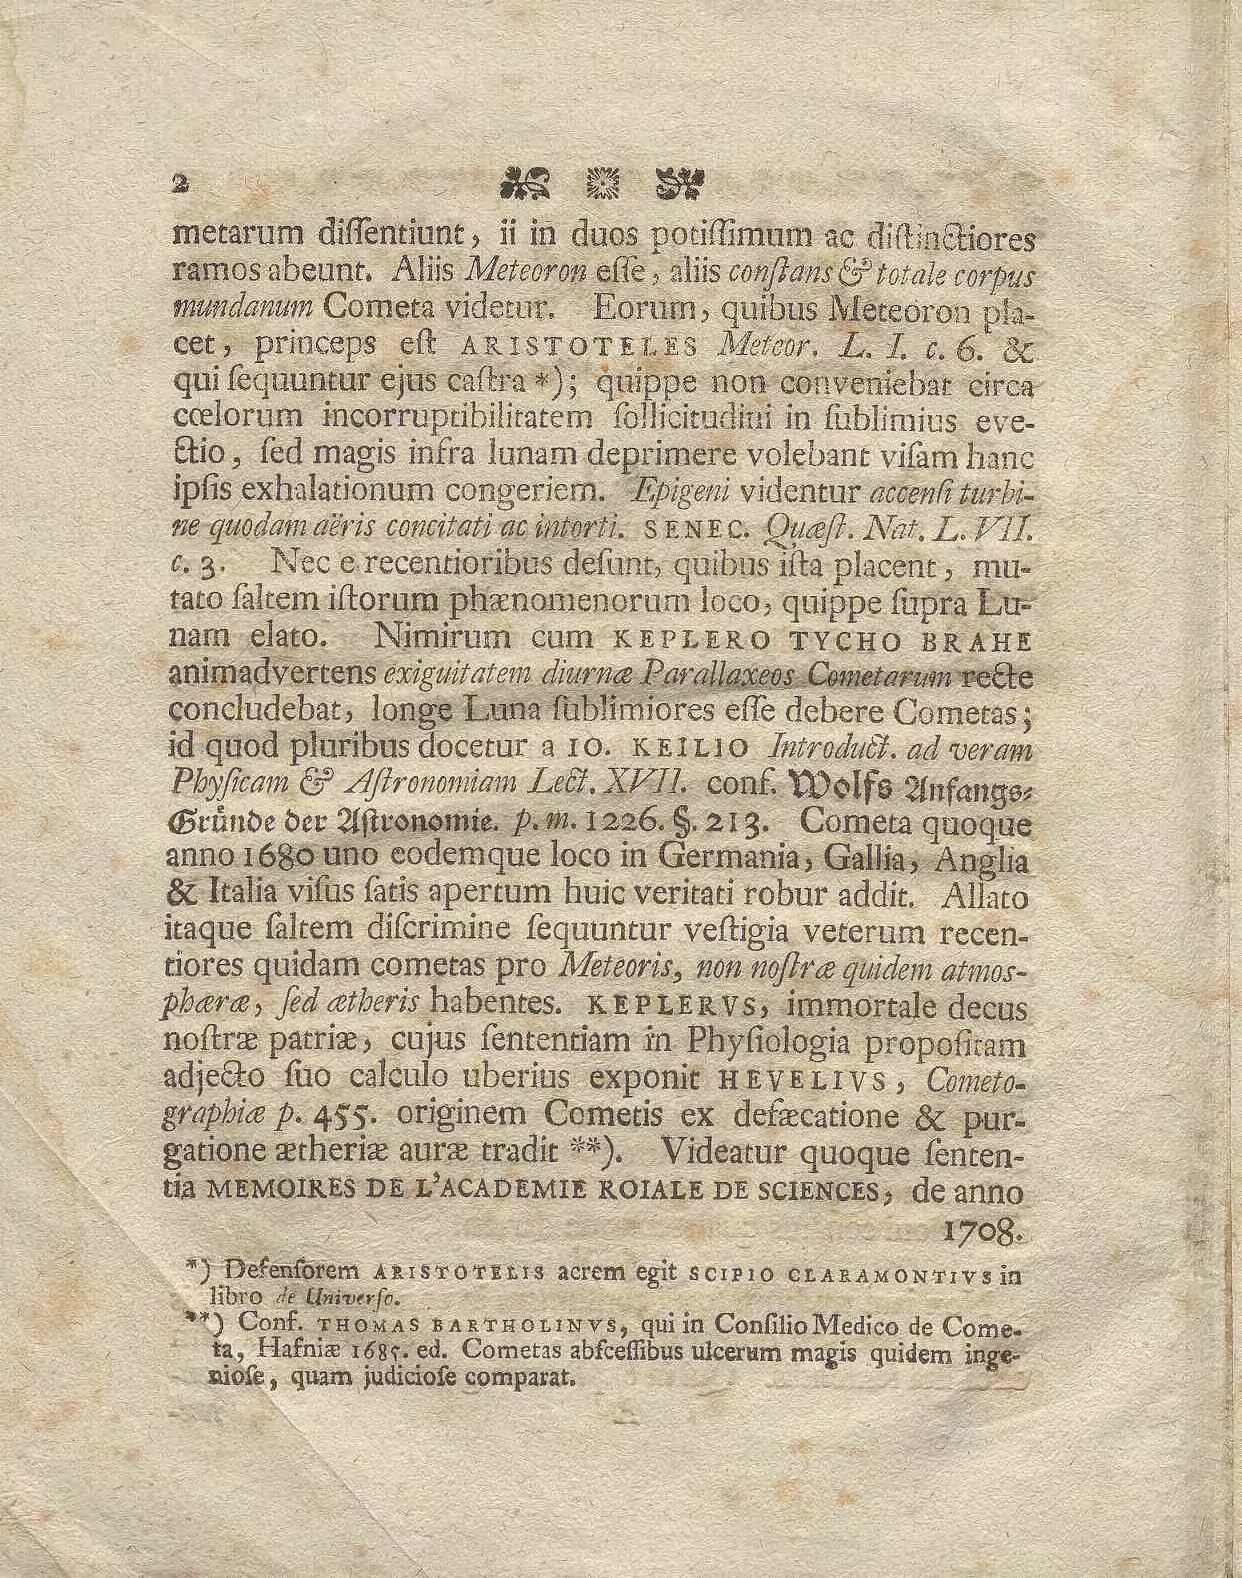 2
metarum diſſentiunt, ii in duos potiſſimum ac diſtinctiores
ramos abeunt. Aliis Meteoron eſſe, aliis conſtans & totale corpus
mundanum Cometa videtur. Eorum, quibus Meteoron pla-
cet, princeps eſt ARISTOTELES Meteor. L. I. c. 6. &
qui ſequuntur ejus caſtra *); quippe non conveniebat circa
cœlorum incorruptibilitatem ſollicitudini in ſublimius eve-
ctio, ſed magis infra lunam deprimere volebant viſam hanc
ipſis exhalationum congeriem. Epigeni videntur accenſi turbi-
ne quodam aëris concitati ac intorti. SENEC. Quæſt. Nat. L. VII.
c. 3. Nec e recentioribus deſunt, quibus iſta placent, mu-
tato ſaltem iſtorum phænomenorum loco, quippe ſupra Lu-
nam elato. Nimirum cum KEPLERO TYCHO BRAHE
animadvertens exiguitatem diurnæ Parallaxeos Cometarum recte
concludebat, longe Luna ſublimiores eſſe debere Cometas;
id quod pluribus docetur a IO. KEILIO Introduct. ad veram
Phyſicam & Aſtronomiam Lect. XVII. conf. Wolfs Anfangs-
Gründe der Aſtronomie. p. m. 1226. §. 213. Cometa quoque
anno 1680 uno eodemque loco in Germania, Gallia, Anglia
& Italia viſus ſatis apertum huic veritati robur addit. Allato
itaque ſaltem diſcrimine ſequuntur veſtigia veterum recen-
tiores quidam cometas pro Meteoris, non noſtræ quidem atmos-
phæræ, ſed ætheris habentes. KEPLERVS, immortale decus
noſtræ patriæ, cujus ſententiam in Phyſiologia propoſitam
adjecto ſuo calculo uberius exponit HEVELIVS, Cometo-
graphiæ p. 455. originem Cometis ex defæcatione & pur-
gatione ætheriæ auræ tradit **). Videatur quoque ſenten-
tia MEMOIRES DE L'ACADEMIE ROIALE DE SCIENCES, de anno
1708.
*) Defenſorem ARISTOTELIS acrem egit SCIPIO CLARAMONTIVS in
libro de Univerſo.
**) Conf. THOMAS BARTHOLINVS, qui in Conſilio Medico de Come-
ta, Hafniæ 1685. ed. Cometas abſceſſibus ulcerum magis quidem inge-
nioſe, quam judicioſe comparat.